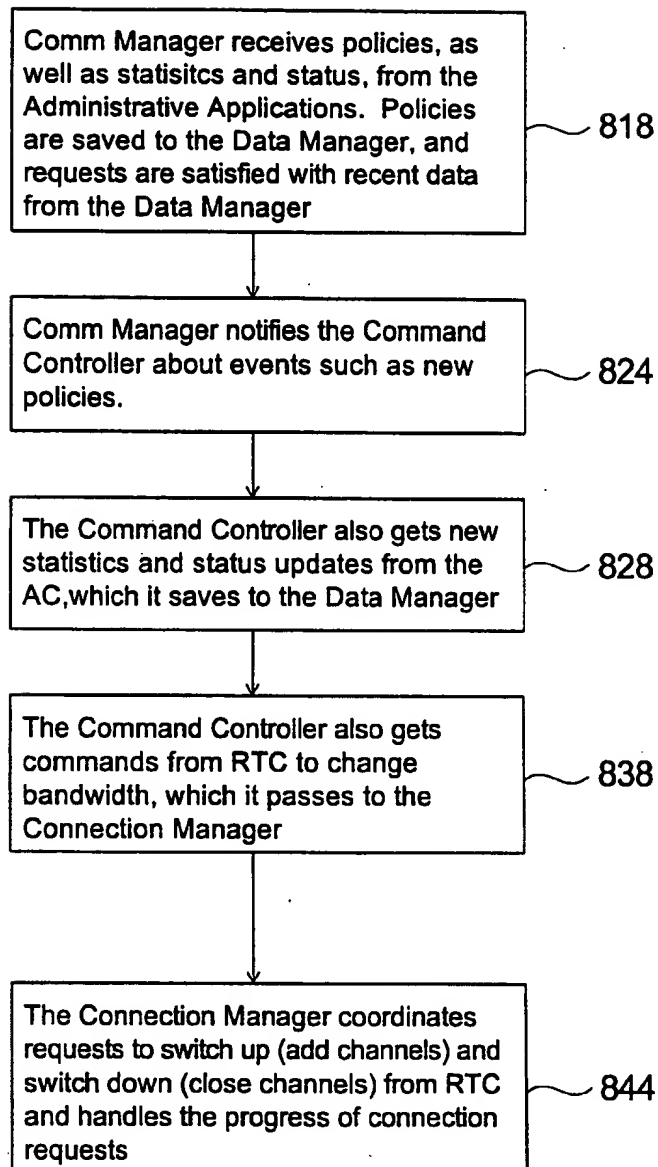 Comm Manager receives policies, as
well as statisitcs and status, from the
Administrative Applications. Policies
are saved to the Data Manager, and
requests are satisfied with recent data
from the Data Manager
818
Comm Manager notifies the Command
Controller about events such as new
policies.
824
The Command Controller also gets new
statistics and status updates from the
AC,which it saves to the Data Manager
828
The Command Controller also gets
commands from RTC to change
bandwidth, which it passes to the
Connection Manager
838
The Connection Manager coordinates
requests to switch up (add channels) and
switch down (close channels) from RTC
and handles the progress of connection
requests
844